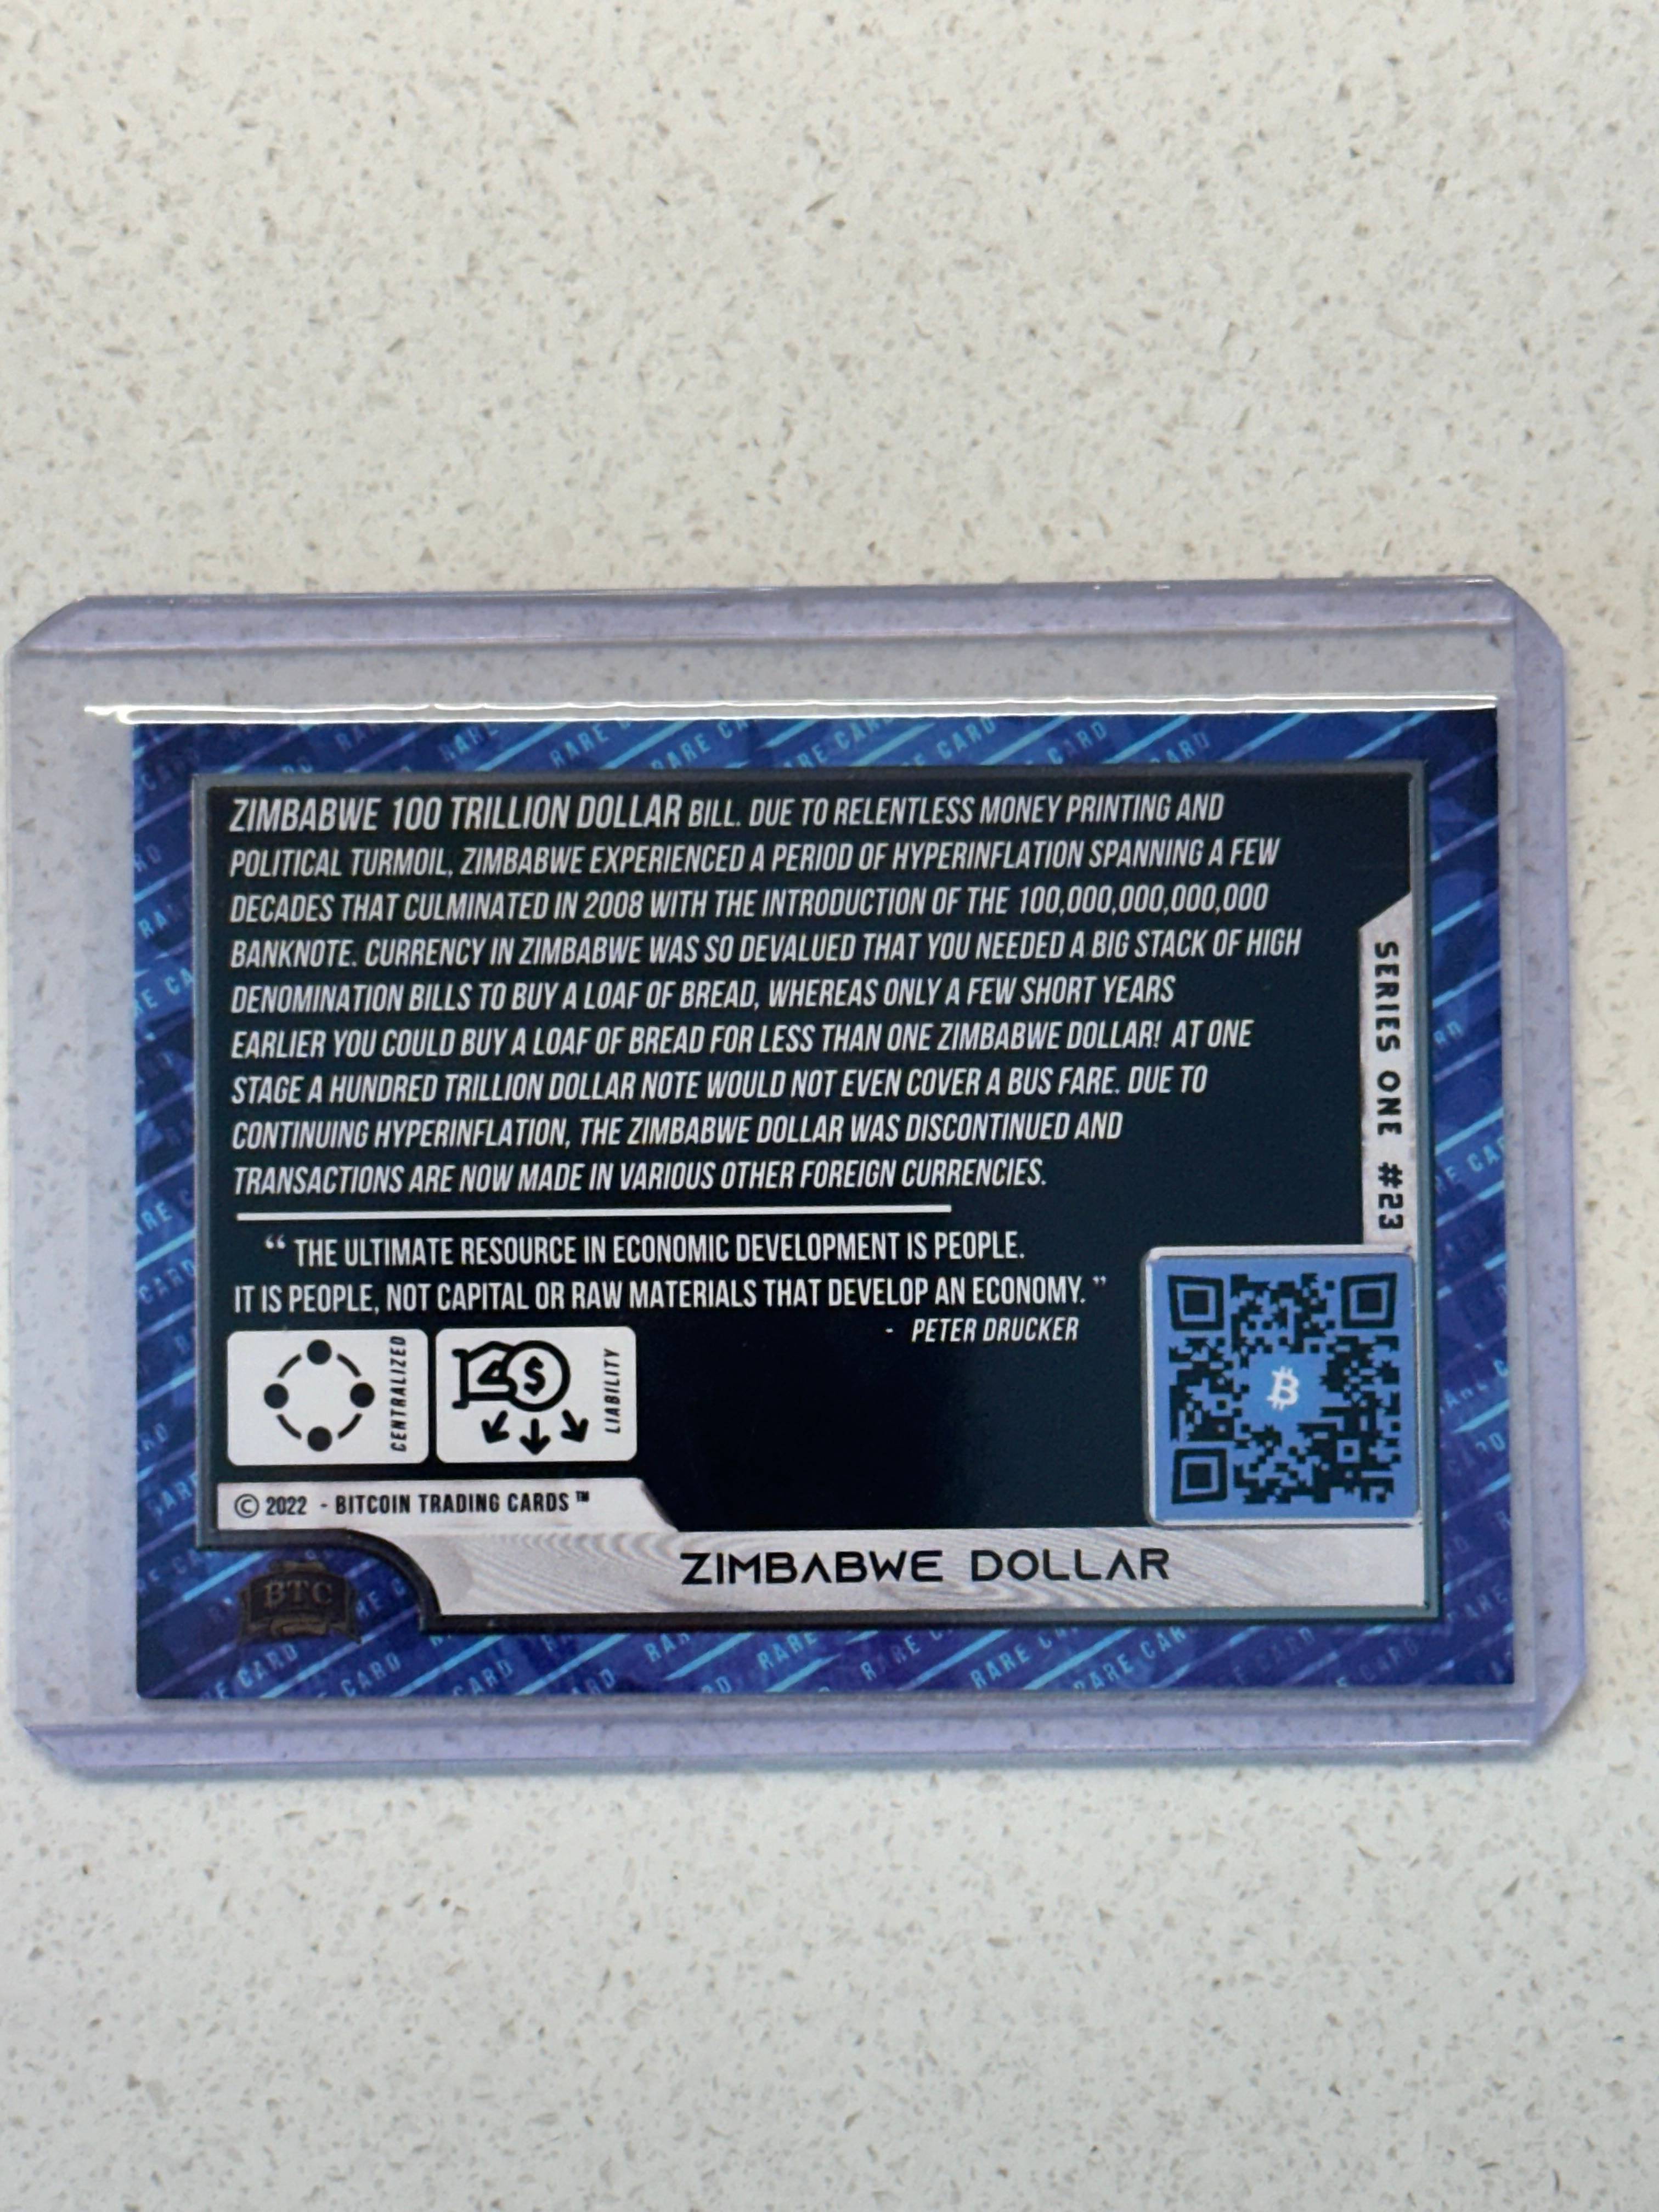 ZIMBABWE 100 TRILLION DOLLAR BILL. DUE TO RELENTLESS MONEY PRINTING AND
POLITICAL TURMOIL, ZIMBABWE EXPERIENCED A PERIOD OF HYPERINFLATION SPANNING A FEW
DECADES THAT CULMINATED IN 2008 WITH THE INTRODUCTION OF THE 100,000,000,000,000
BANKNOTE. CURRENCY IN ZIMBABWE WAS SO DEVALUED THAT YOU NEEDED A BIG STACK OF HIGH
DENOMINATION BILLS TO BUY A LOAF OF BREAD, WHEREAS ONLY A FEW SHORT YEARS
EARLIER YOU COULD BUY A LOAF OF BREAD FOR LESS THAN ONE ZIMBABWE DOLLAR! AT ONE
STAGE A HUNDRED TRILLION DOLLAR NOTE WOULD NOT EVEN COVER A BUS FARE. DUE TO
CONTINUING HYPERINFLATION, THE ZIMBABWE DOLLAR WAS DISCONTINUED AND
TRANSACTIONS ARE NOW MADE IN VARIOUS OTHER FOREIGN CURRENCIES.
SERIES ONE #23
“ THE ULTIMATE RESOURCE IN ECONOMIC DEVELOPMENT IS PEOPLE.
IT IS PEOPLE, NOT CAPITAL OR RAW MATERIALS THAT DEVELOP AN ECONOMY. ”
- PETER DRUCKER
CENTRALIZED
$
LIABILITY
© 2022 - BITCOIN TRADING CARDS ™
ZIMBABWE DOLLAR
BTC
RARE CARD